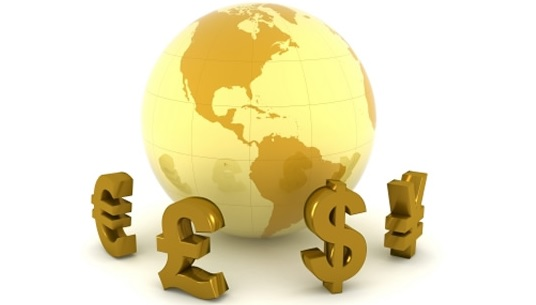 € £ $ ¥